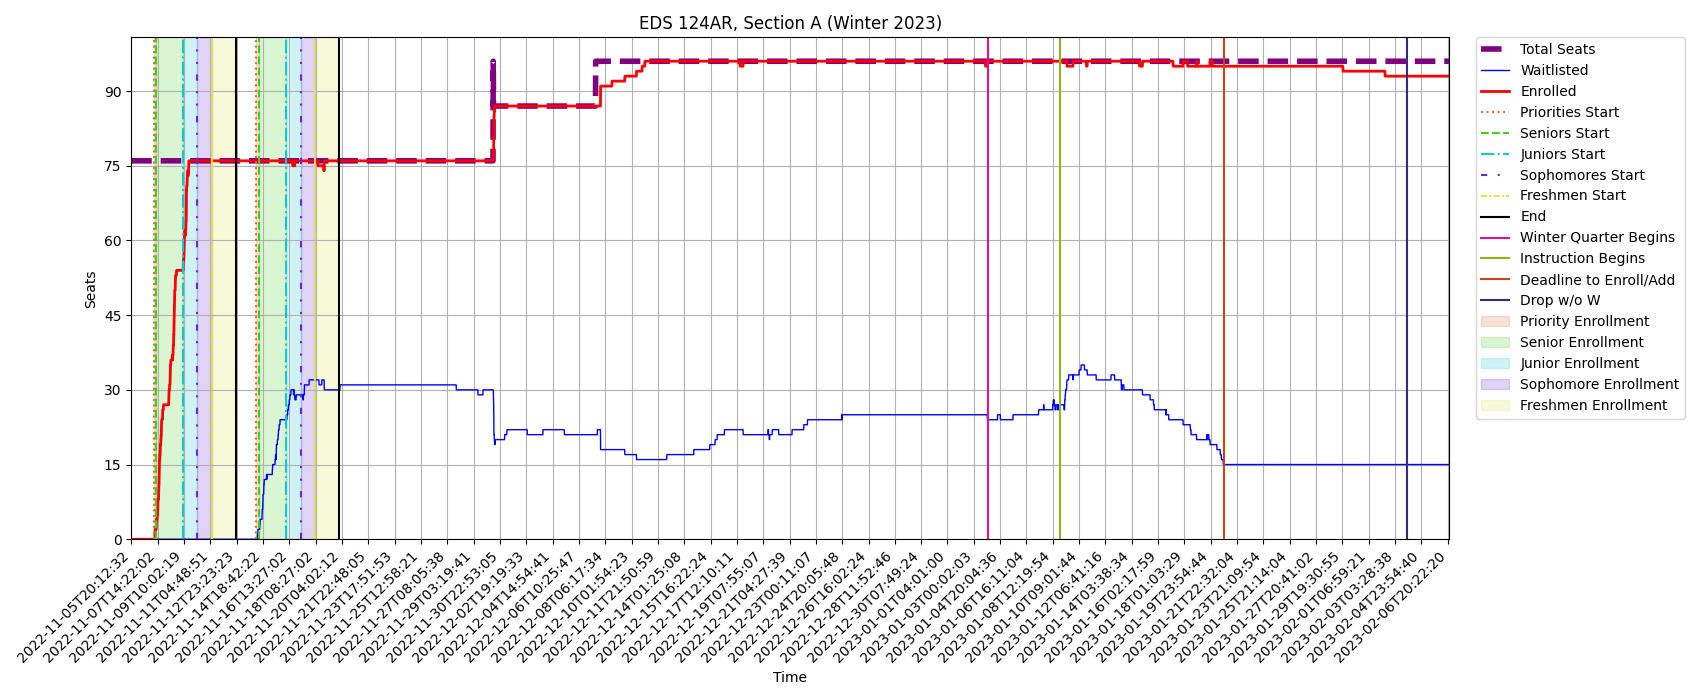 EDS 124AR, Section A (Winter 2023)
Seats
90
75
60
45
30
15
0
2022-11-05T20:12:32
2022-11-07T14:22:02
2022-11-09T10:02:19
2022-11-11T04:48:51
2022-11-12T23:23:23
2022-11-14T18:42:22
2022-11-16T13:27:02
2022-11-18T08:27:02
2022-11-20T04:02:12
2022-11-21T22:48:05
2022-11-23T17:51:53
2022-11-25T12:58:21
2022-11-27T08:05:38
2022-11-29T03:19:41
2022-11-30T22:53:05
2022-12-02T19:19:33
2022-12-04T14:54:41
2022-12-06T10:25:47
2022-12-08T06:17:34
2022-12-10T01:54:23
2022-12-11T21:50:59
2022-12-14T01:25:08
2022-12-15T16:22:24
2022-12-17T12:10:11
2022-12-19T07:55:07
2022-12-21T04:27:39
2022-12-23T00:11:07
2022-12-24T20:05:48
2022-12-26T16:02:24
2022-12-28T11:52:46
2022-12-30T07:49:24
2023-01-01T04:01:00
2023-01-03T00:02:03
2023-01-04T20:04:36
2023-01-06T16:11:04
2023-01-08T12:19:54
2023-01-10T09:01:44
2023-01-12T06:41:16
2023-01-14T03:38:34
2023-01-16T02:17:59
2023-01-18T01:03:29
2023-01-19T23:54:44
2023-01-21T22:32:04
2023-01-23T21:09:54
2023-01-25T21:14:04
2023-01-27T20:41:02
2023-01-29T19:30:55
2023-02-01T06:59:21
2023-02-03T03:28:38
2023-02-04T23:54:40
2023-02-06T20:22:20
Time
Total Seats
Waitlisted
Enrolled
Priorities Start
Seniors Start
Juniors Start
Sophomores Start
Freshmen Start
End
Winter Quarter Begins
Instruction Begins
Deadline to Enroll/Add
Drop w/o W
Priority Enrollment
Senior Enrollment
Junior Enrollment
Sophomore Enrollment
Freshmen Enrollment